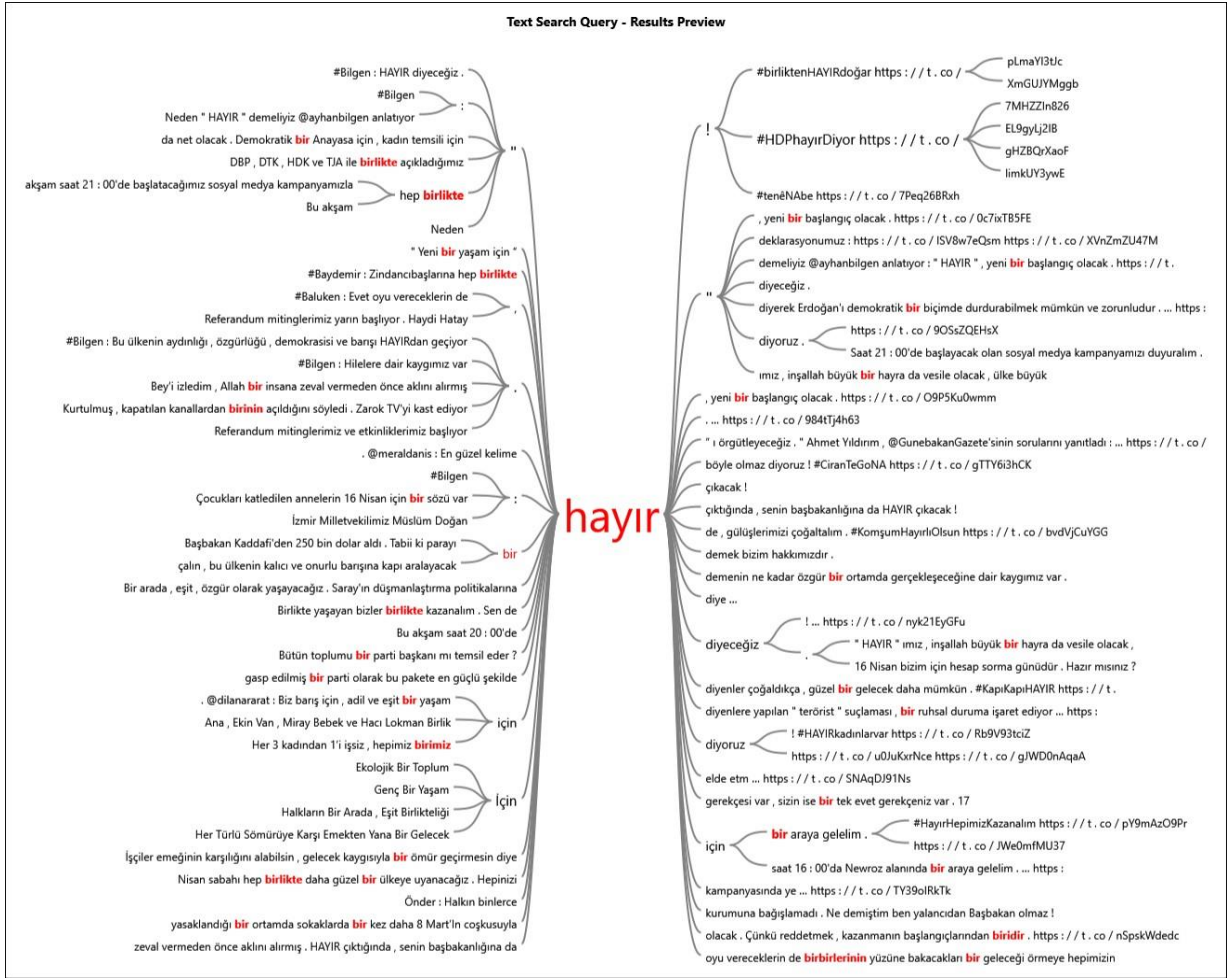 Text Search Query - Results Preview
#Bilgen : HAYIR diyeceğiz .
#Bilgen
:
Neden " HAYIR " demeliyiz @ayhanbilgen anlatıyor
da net olacak . Demokratik bir Anayasa için , kadın temsili için
"
DBP , DTK , HDK ve TJA ile birlikte açıkladığımız
akşam saat 21 : 00'de başlatacağımız sosyal medya kampanyamızla
hep birlikte
Bu akşam
Neden
" Yeni bir yaşam için "
#Baydemir : Zindancıbaşlarına hep birlikte
#Baluken : Evet oyu vereceklerin de
,
Referandum mitinglerimiz yarın başlıyor . Haydi Hatay
#Bilgen : Bu ülkenin aydınlığı , özgürlüğü , demokrasisi ve barışı HAYIRdan geçiyor
#Bilgen : Hilelere dair kaygımız var
.
Bey'i izledim , Allah bir insana zeval vermeden önce aklını alırmış
Kurtulmuş , kapatılan kanallardan birinin açıldığını söyledi . Zarok TV'yi kast ediyor
Referandum mitinglerimiz ve etkinliklerimiz başlıyor
. @meraldanis : En güzel kelime
#Bilgen
:
Çocukları katledilen annelerin 16 Nisan için bir sözü var
İzmir Milletvekilimiz Müslüm Doğan
Başbakan Kaddafi'den 250 bin dolar aldı . Tabii ki parayı
bir
çalın , bu ülkenin kalıcı ve onurlu barışına kapı aralayacak
Bir arada , eşit , özgür olarak yaşayacağız . Saray'ın düşmanlaştırma politikalarına
Birlikte yaşayan bizler birlikte kazanalım . Sen de
Bu akşam saat 20 : 00'de
Bütün toplumu bir parti başkanı mı temsil eder ?
gasp edilmiş bir parti olarak bu pakete en güçlü şekilde
. @dilanararat : Biz barış için , adil ve eşit bir yaşam
Ana , Ekin Van , Miray Bebek ve Hacı Lokman Birlik
için
Her 3 kadından 1'i işsiz , hepimiz birimiz
Ekolojik Bir Toplum
Genç Bir Yaşam
İçin
Halkların Bir Arada , Eşit Birlikteliği
Her Türlü Sömürüye Karşı Emekten Yana Bir Gelecek
İşçiler emeğinin karşılığını alabilsin , gelecek kaygısıyla bir ömür geçirmesin diye
Nisan sabahı hep birlikte daha güzel bir ülkeye uyanacağız . Hepinizi
Önder : Halkın binlerce
yasaklandığı bir ortamda sokaklarda bir kez daha 8 Mart'ln coşkusuyla
zeval vermeden önce aklını alırmış . HAYIR çıktığında , senin başbakanlığına da
hayır
#birliktenHAYIRdoğar https : / / t . co /
pLmaYI3tJc
XmGUJYMggb
!
#HDPhayırDiyor https : / / t . co /
7MHZZIn826
EL9gyLj2IB
gHZBQrXaoF
limkUY3ywE
#tenêNAbe https : / / t . co / 7Peq26BRxh
, yeni bir başlangıç olacak . https : / / t . co / 0c7ixTB5FE
deklarasyonumuz : https : / / t . co / ISV8w7eQsm https : / / t . co / XVnZmZU47M
demeliyiz @ayhanbilgen anlatıyor : " HAYIR " , yeni bir başlangıç olacak . https : / / t .
diyeceğiz .
"
diyerek Erdoğan'ı demokratik bir biçimde durdurabilmek mümkün ve zorunludur . ... https :
diyoruz .
https : / / t . co / 9OSsZQEHsX
Saat 21 : 00'de başlayacak olan sosyal medya kampanyamızı duyuralım .
ımız , inşallah büyük bir hayra da vesile olacak , ülke büyük
, yeni bir başlangıç olacak . https : / / t . co / O9P5Ku0wmm
. ... https : / / t . co / 984tTj4h63
" ı örgütleyeceğiz . " Ahmet Yıldırım , @GunebakanGazete'sinin sorularını yanıtladı : ... https : / / t . co /
böyle olmaz diyoruz ! #CiranTeGoNA https : / / t . co / gTTY6i3hCK
çıkacak !
çıktığında , senin başbakanlığına da HAYIR çıkacak !
de , gülüşlerimizi çoğaltalım . #KomşumHayırlıOlsun https : / / t . co / bvdVjCuYGG
demek bizim hakkımızdır .
demenin ne kadar özgür bir ortamda gerçekleşeceğine dair kaygımız var .
diye ...
diyeceğiz
! ... https : / / t . co / nyk21EyGFu
.
" HAYIR " ımız , inşallah büyük bir hayra da vesile olacak ,
16 Nisan bizim için hesap sorma günüdür . Hazır mısınız ?
diyenler çoğaldıkça , güzel bir gelecek daha mümkün . #KapıKapıHAYIR https : / / t .
diyenlere yapılan " terörist " suçlaması , bir ruhsal duruma işaret ediyor ... https :
diyoruz
! #HAYIRkadınlarvar https : / / t . co / Rb9V93tciZ
https : / / t . co / u0JuKxrNce https : / / t . co / gJWD0nAqaA
elde etm ... https : / / t . co / SNAqDJ91Ns
gerekçesi var , sizin ise bir tek evet gerekçeniz var . 17
için
bir araya gelelim .
#HayırHepimizKazanalım https : / / t . co / pY9mAzO9Pr
https : / / t . co / JWe0mfMU37
saat 16 : 00'da Newroz alanında bir araya gelelim . ... https :
kampanyasında ye ... https : / / t . co / TY39oIRkTk
kurumuna bağışlamadı . Ne demiştim ben yalancıdan Başbakan olmaz !
olacak . Çünkü reddetmek , kazanmanın başlangıçlarından biridir . https : / / t . co / nSpskWdedc
oyu vereceklerin de birbirlerinin yüzüne bakacakları bir geleceği örmeye hepimizin